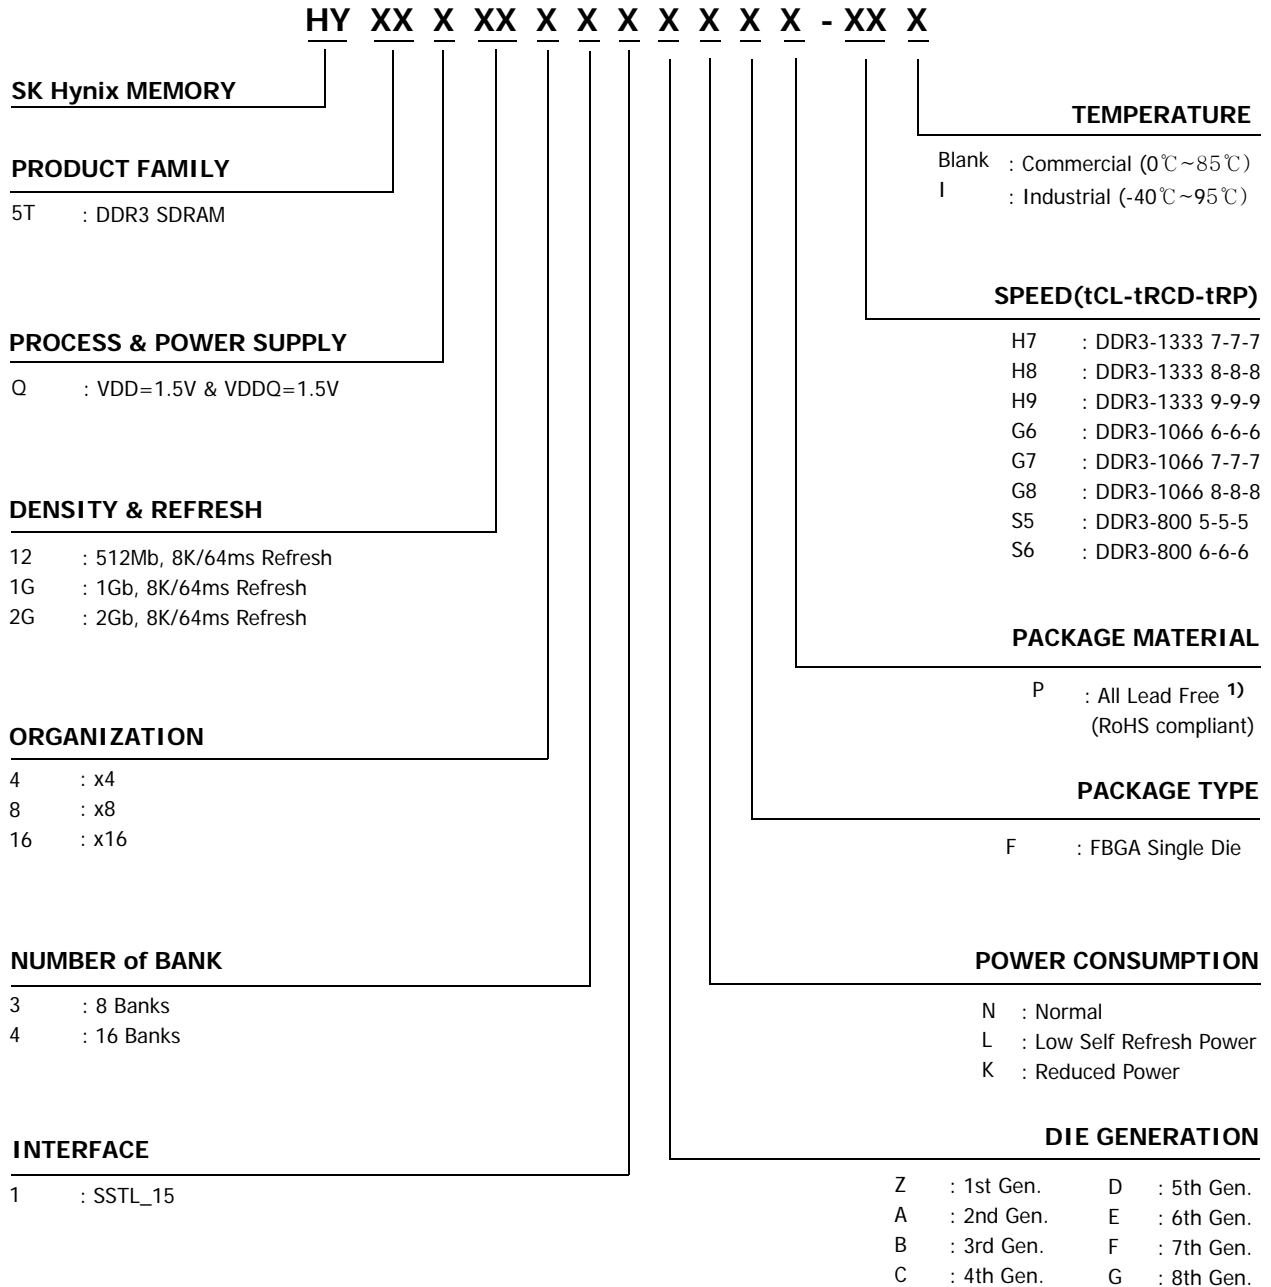 HY XX X XX X X X X X X X - XX X
SK Hynix MEMORY
PRODUCT FAMILY
5T : DDR3 SDRAM
PROCESS & POWER SUPPLY
Q : VDD=1.5V & VDDQ=1.5V
DENSITY & REFRESH
12 : 512Mb, 8K/64ms Refresh
1G : 1Gb, 8K/64ms Refresh
2G : 2Gb, 8K/64ms Refresh
ORGANIZATION
4 : x4
8 : x8
16 : x16
NUMBER of BANK
3 : 8 Banks
4 : 16 Banks
INTERFACE
1 : SSTL_15
TEMPERATURE
Blank : Commercial (0℃~85℃)
I : Industrial (-40℃~95℃)
SPEED(tCL-tRCD-tRP)
H7 : DDR3-1333 7-7-7
H8 : DDR3-1333 8-8-8
H9 : DDR3-1333 9-9-9
G6 : DDR3-1066 6-6-6
G7 : DDR3-1066 7-7-7
G8 : DDR3-1066 8-8-8
S5 : DDR3-800 5-5-5
S6 : DDR3-800 6-6-6
PACKAGE MATERIAL
P : All Lead Free 1)
(RoHS compliant)
PACKAGE TYPE
F : FBGA Single Die
POWER CONSUMPTION
N : Normal
L : Low Self Refresh Power
K : Reduced Power
DIE GENERATION
Z : 1st Gen. D : 5th Gen.
A : 2nd Gen. E : 6th Gen.
B : 3rd Gen. F : 7th Gen.
C : 4th Gen. G : 8th Gen.